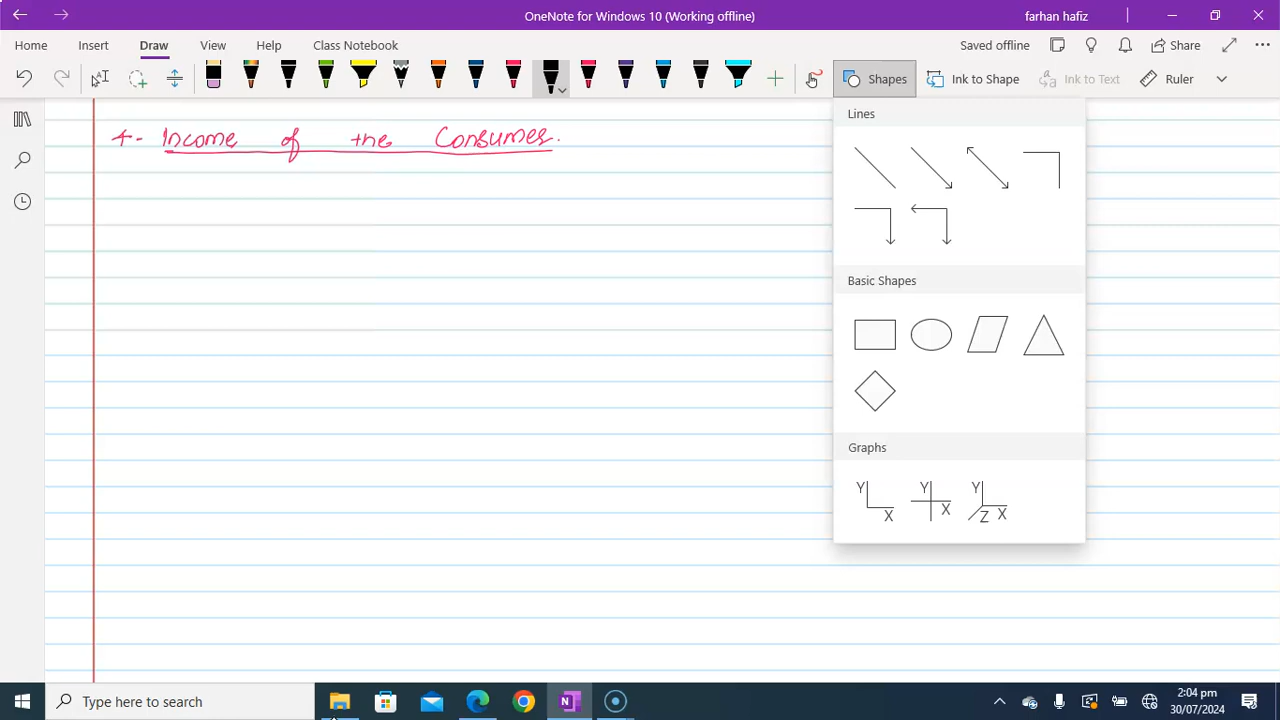 OneNote for Windows 10 (Working offline)
farhan hafiz
Home
Insert
Draw
View
Help
Class Notebook
Saved offline
Share
Shapes
Ink to Shape
Ink to Text
Ruler
4- Income of the Consumes.
Lines
Basic Shapes
Graphs
Y
X
Y
X
Y
Z
X
Type here to search
2:04 pm
30/07/2024